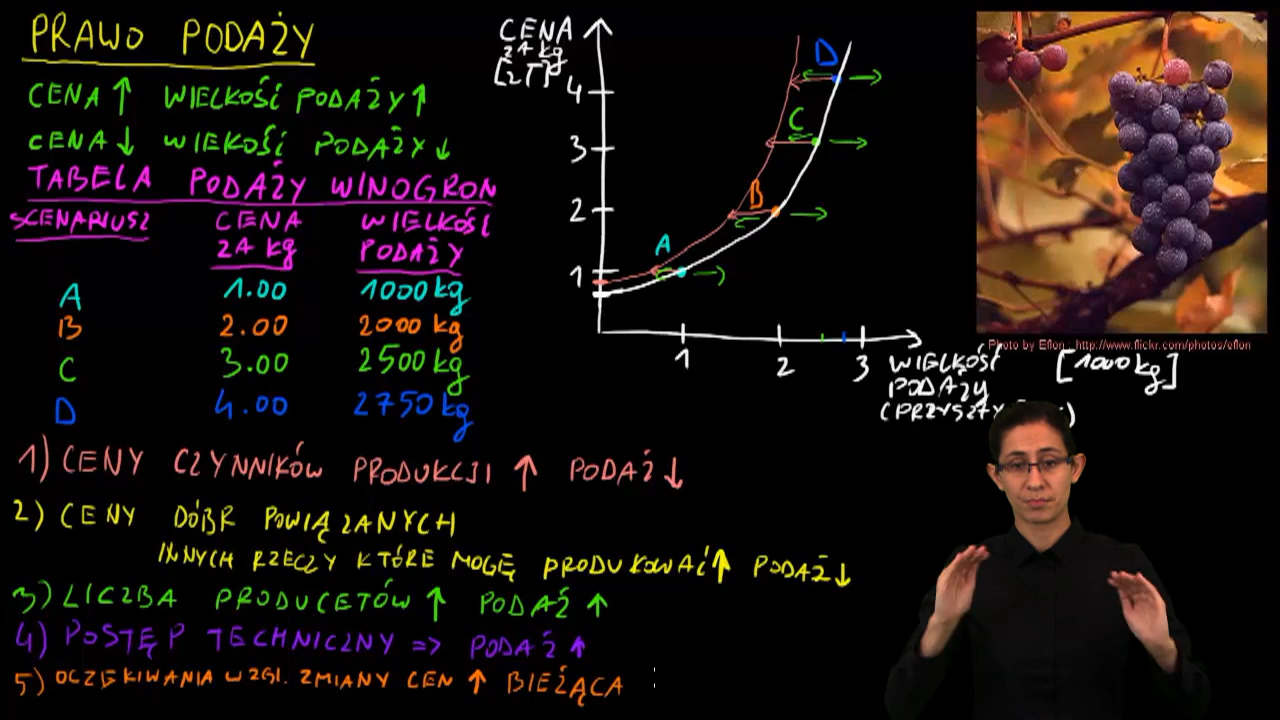 PRAWO PODAŻY
CENA ↑ WIELKOŚĆ PODAŻY ↑
CENA ↓ WIEKOŚĆ PODAŻY ↓
TABELA PODAŻY WINOGRON
SCENARIUSZ CENA ZA kg WIELKOŚĆ PODAŻY
A 1.00 1000 kg
B 2.00 2000 kg
C 3.00 2500 kg
D 4.00 2750 kg
1) CENY CZYNNIKÓW PRODUKCJI ↑ PODAŻ ↓
2) CENY DÓBR POWIĄZANYCH
INNYCH RZECZY KTÓRE MOGĘ PRODUKOWAĆ ↑ PODAŻ ↓
3) LICZBA PRODUCETÓW ↑ PODAŻ ↑
4) POSTĘP TECHNICZNY => PODAŻ ↑
5) OCZEKIWANIA WZGL. ZMIANY CEN ↑ BIEŻĄCA
CENA
ZA kg
[ZŁ]
4
3
2
1
A
B
C
D
1 2 3
WIELKOŚĆ
PODAŻY
[1000 kg]
Photo by Eflon : http://www.flickr.com/photos/eflon